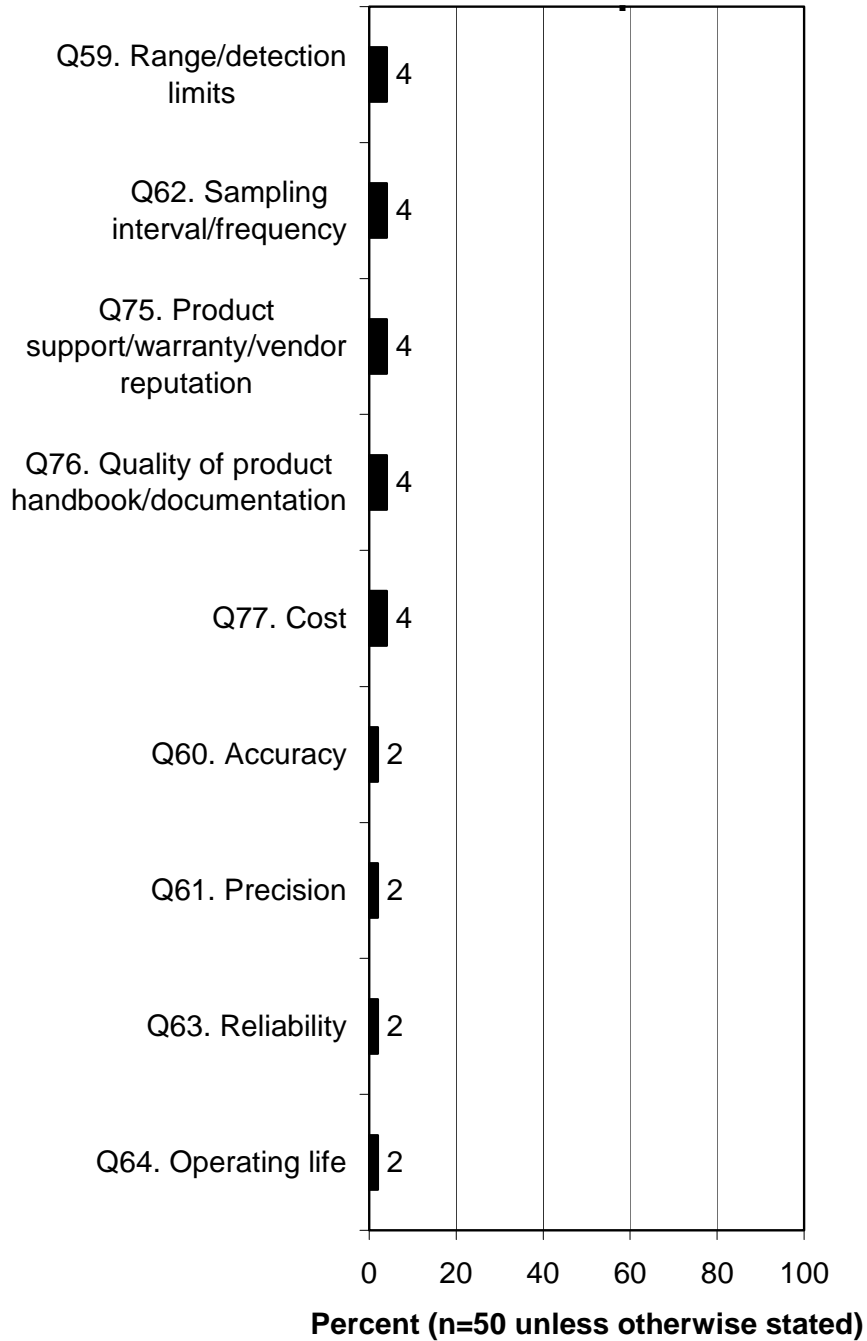 Q59. Range/detection
limits
4
Q62. Sampling
interval/frequency
4
Q75. Product
support/warranty/vendor
reputation
4
Q76. Quality of product
handbook/documentation
4
Q77. Cost
4
Q60. Accuracy
2
Q61. Precision
2
Q63. Reliability
2
Q64. Operating life
2
0 20 40 60 80 100
Percent (n=50 unless otherwise stated)